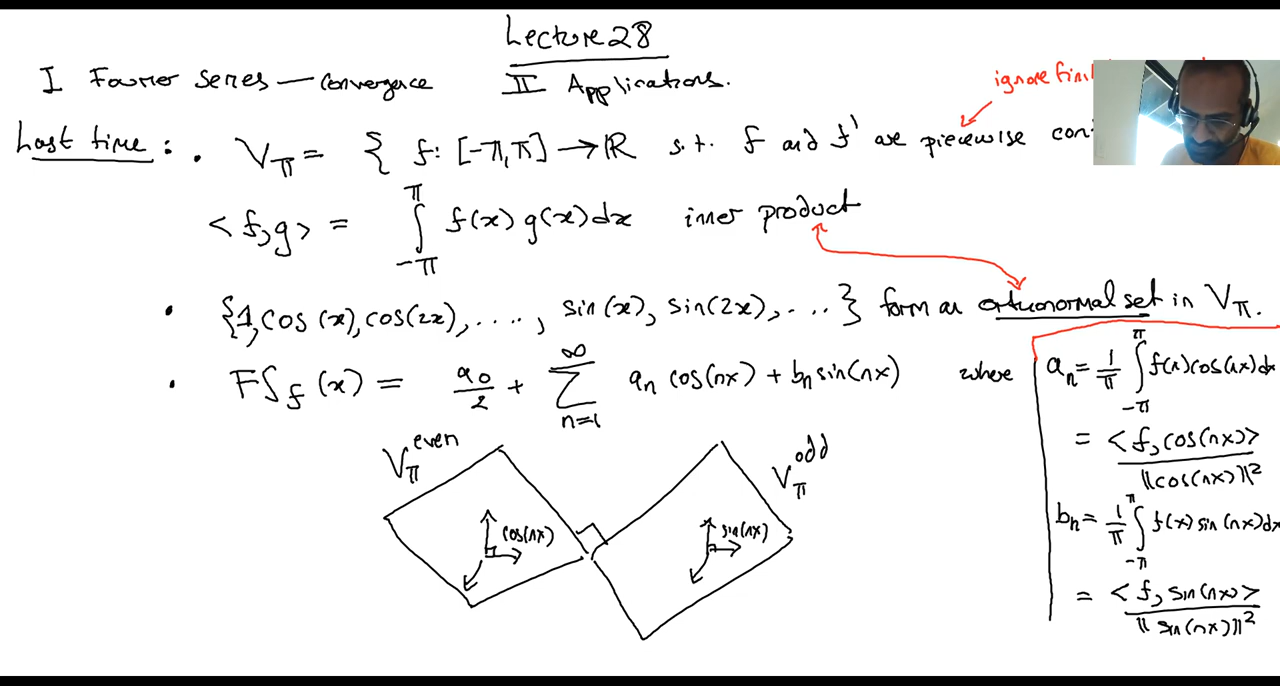 Lecture 28
I Fourier Series — convergence II Applications.
ignore fini
Last time : • V_π = { f: [-π,π] → ℝ s.t. f and f' are piecewise con
<f,g> = ∫_{-π}^{π} f(x) g(x) dx inner product
• {1, cos(x), cos(2x), ...., sin(x), sin(2x), ...} form an orthonormal set in V_π.
• FS_f(x) = a_0/2 + ∑_{n=1}^{∞} a_n cos(nx) + b_n sin(nx) where a_n = 1/π ∫_{-π}^{π} f(x) cos(nx) dx
= <f, cos(nx)> / ||cos(nx)||²
b_n = 1/π ∫_{-π}^{π} f(x) sin(nx) dx
= <f, sin(nx)> / ||sin(nx)||²
V_π^even V_π^odd
cos(nx) sin(nx)